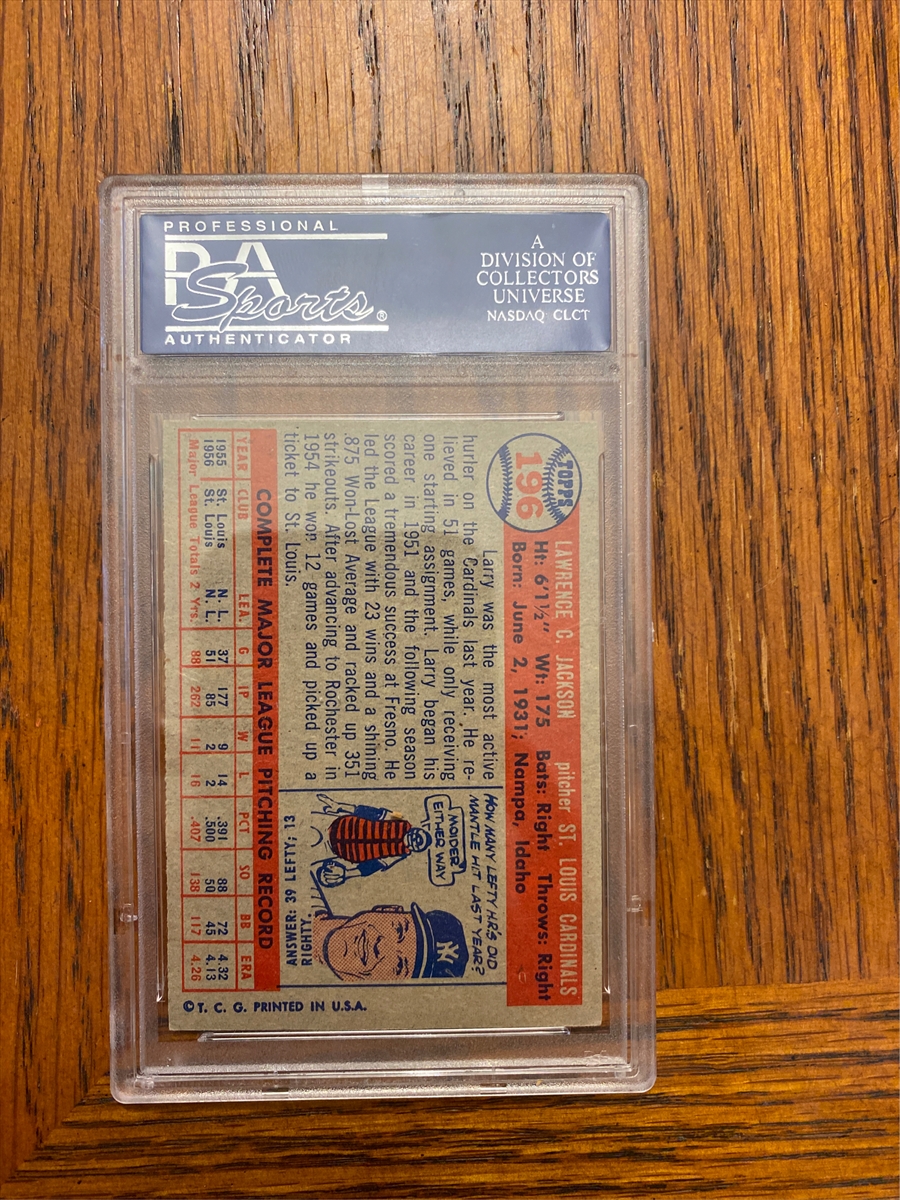 PROFESSIONAL
PSA
Sports®
AUTHENTICATOR
A
DIVISION OF
COLLECTORS
UNIVERSE
NASDAQ CLCT
TOPPS
196
LAWRENCE C. JACKSON pitcher ST. LOUIS CARDINALS
Ht: 6'1½" Wt: 175 Bats: Right Throws: Right
Born: June 2, 1931; Nampa, Idaho
Larry was the most active
hurler on the Cardinals last year. He re-
lieved in 51 games, while only receiving
one starting assignment. Larry began his
career in 1951 and the following season
scored a tremendous success at Fresno. He
led the League with 23 wins and a shining
.875 Won-Lost Average and racked up 351
strikeouts. After advancing to Rochester in
1954 he won 12 games and picked up a
ticket to St. Louis.
HOW MANY LEFTY H.R'S DID
MANTLE HIT LAST YEAR?
MOIDER
EITHER WAY
NY
ANSWER: 39 LEFTY; 13
RIGHTY.
COMPLETE MAJOR LEAGUE PITCHING RECORD
YEAR CLUB LEA. G IP W L PCT SO BB ERA
1955 St. Louis N. L. 37 177 9 14 .391 88 72 4.32
1956 St. Louis N. L. 51 85 2 2 .500 50 45 4.13
Major League Totals 2 Yrs. 88 262 11 16 .407 138 117 4.26
© T. C. G. PRINTED IN U.S.A.